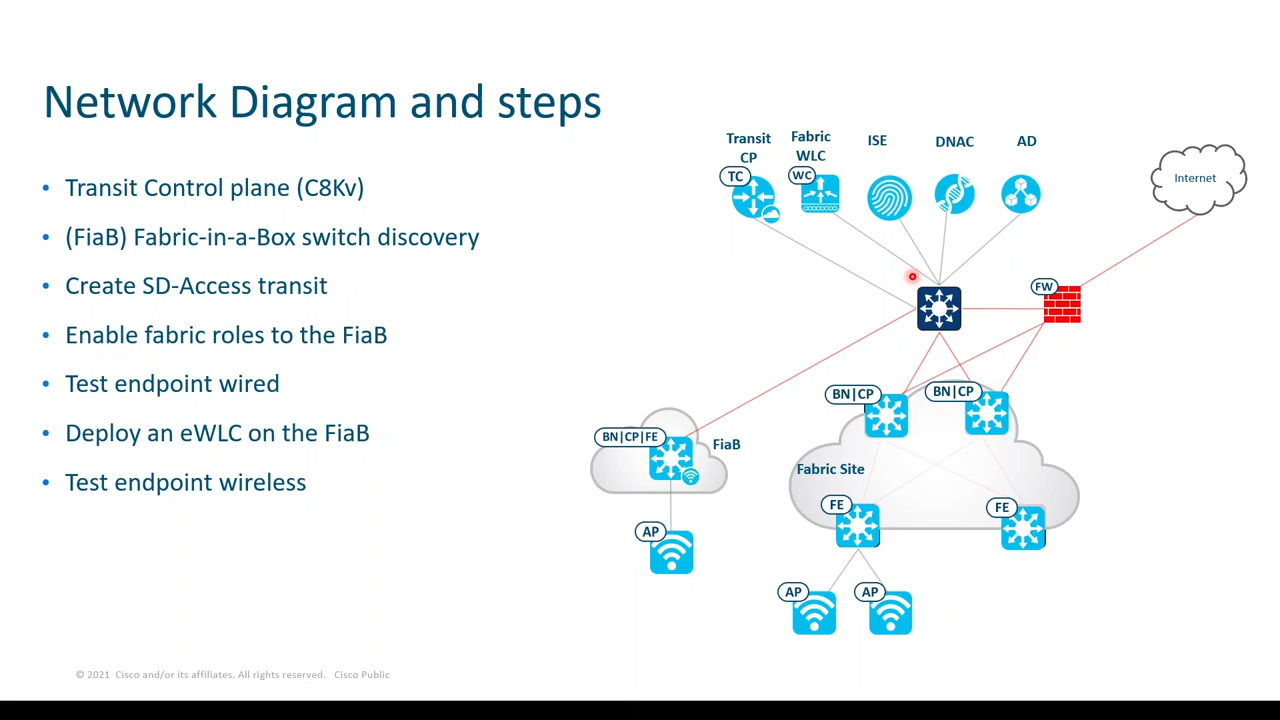 Network Diagram and steps
• Transit Control plane (C8Kv)
• (FiaB) Fabric-in-a-Box switch discovery
• Create SD-Access transit
• Enable fabric roles to the FiaB
• Test endpoint wired
• Deploy an eWLC on the FiaB
• Test endpoint wireless
Transit
CP
Fabric
WLC
ISE
DNAC
AD
TC
WC
Internet
FW
BN|CP
BN|CP
BN|CP|FE
FiaB
Fabric Site
FE
FE
AP
AP
AP
© 2021 Cisco and/or its affiliates. All rights reserved. Cisco Public